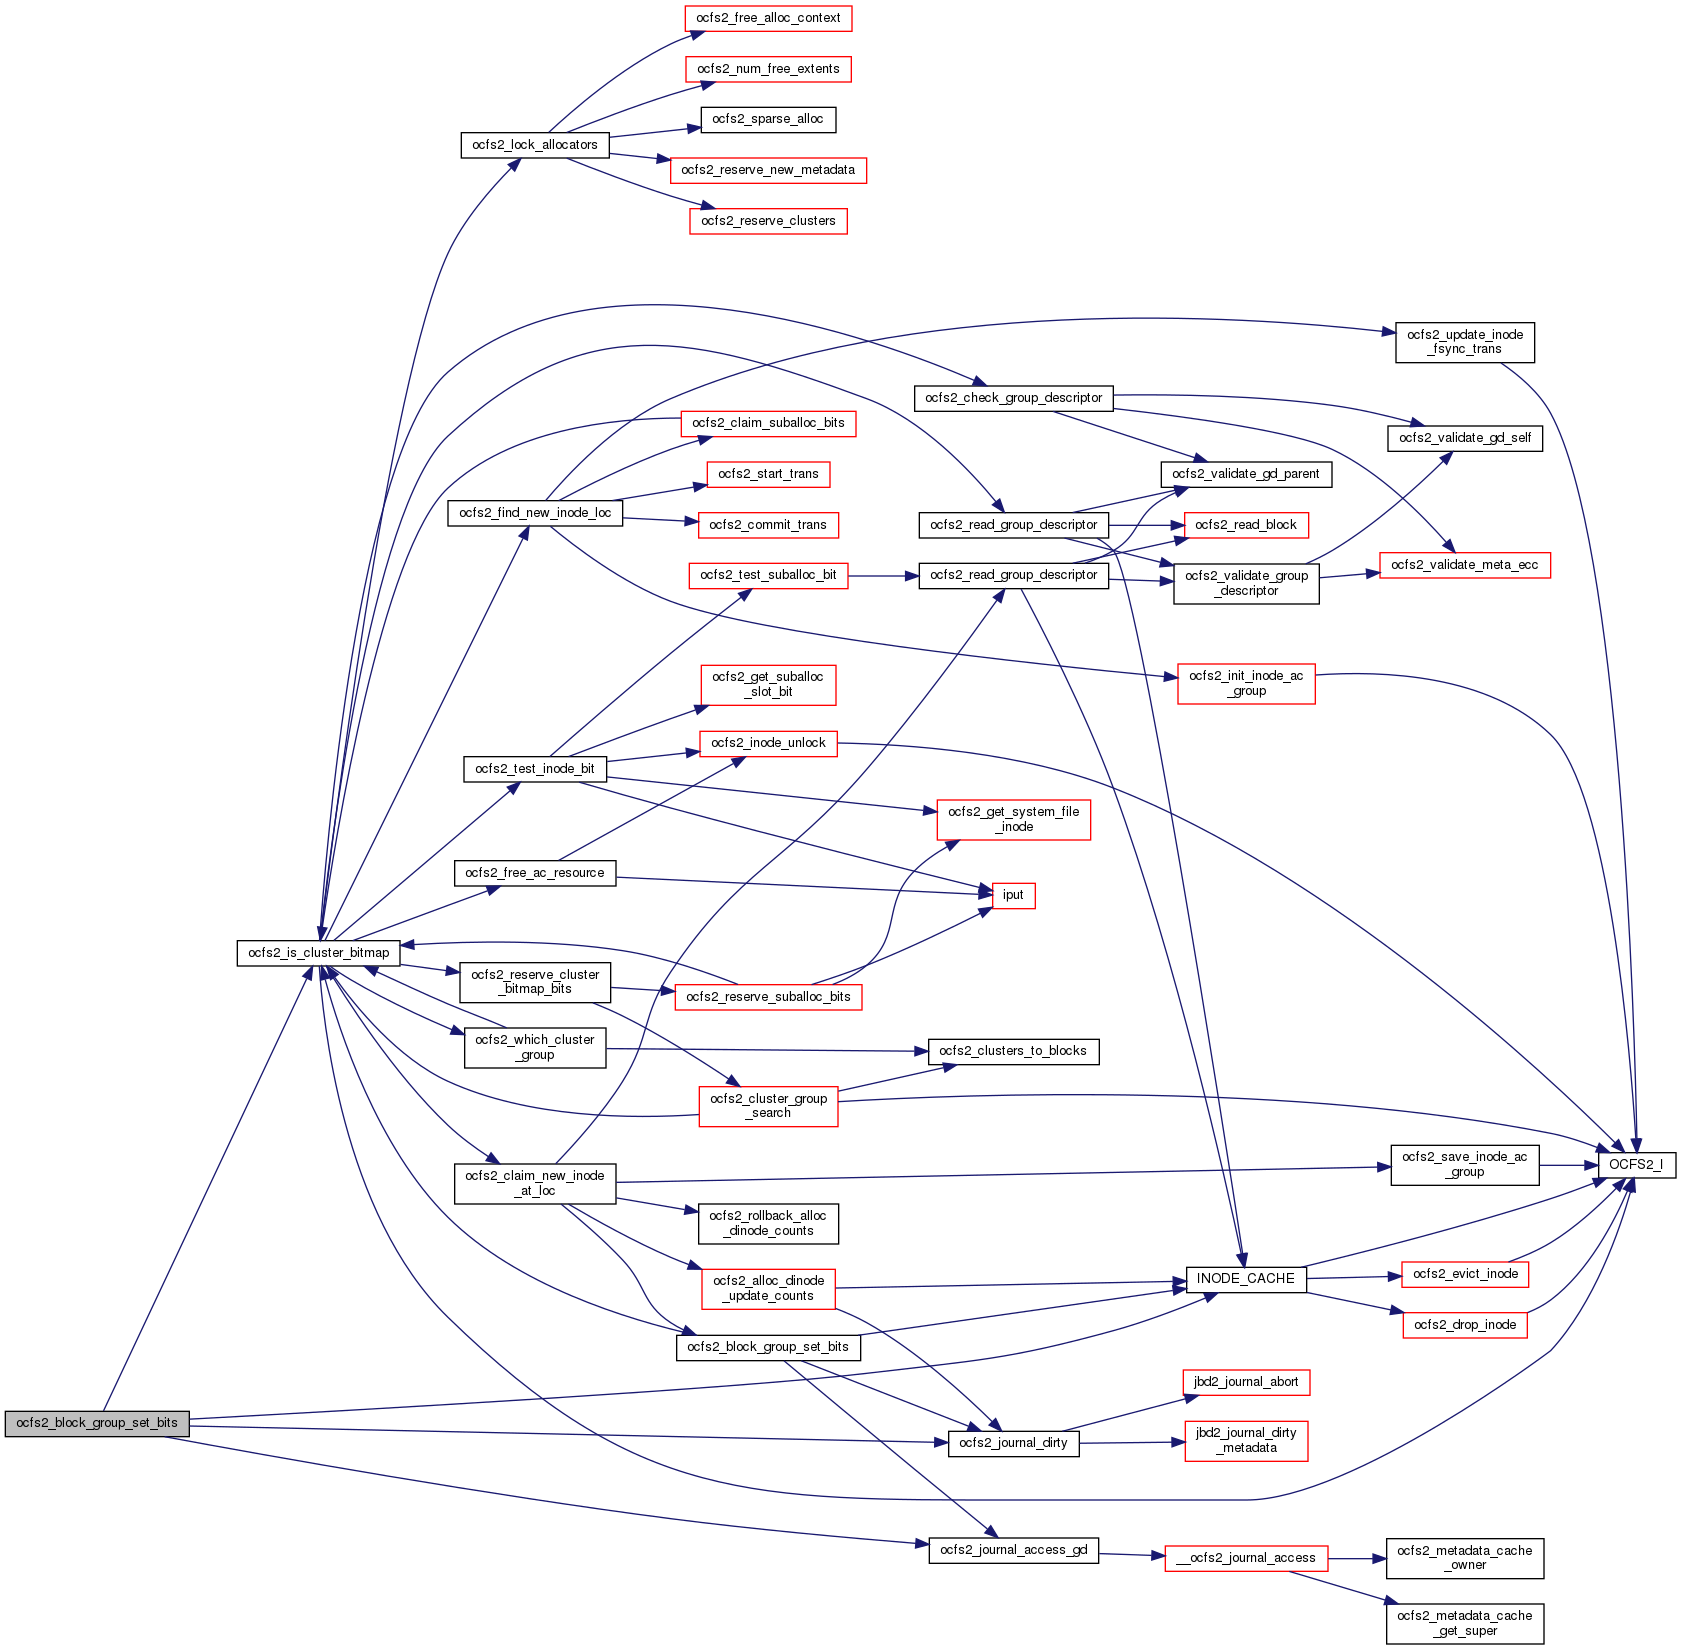 ocfs2_free_alloc_context
ocfs2_num_free_extents
ocfs2_sparse_alloc
ocfs2_lock_allocators
ocfs2_reserve_new_metadata
ocfs2_reserve_clusters
ocfs2_update_inode
_fsync_trans
ocfs2_check_group_descriptor
ocfs2_claim_suballoc_bits
ocfs2_validate_gd_self
ocfs2_start_trans
ocfs2_validate_gd_parent
ocfs2_find_new_inode_loc
ocfs2_commit_trans
ocfs2_read_group_descriptor
ocfs2_read_block
ocfs2_validate_meta_ecc
ocfs2_test_suballoc_bit
ocfs2_read_group_descriptor
ocfs2_validate_group
_descriptor
ocfs2_get_suballoc
_slot_bit
ocfs2_init_inode_ac
_group
ocfs2_inode_unlock
ocfs2_test_inode_bit
ocfs2_get_system_file
_inode
ocfs2_free_ac_resource
iput
ocfs2_is_cluster_bitmap
ocfs2_reserve_cluster
_bitmap_bits
ocfs2_reserve_suballoc_bits
ocfs2_which_cluster
_group
ocfs2_clusters_to_blocks
ocfs2_cluster_group
_search
ocfs2_claim_new_inode
_at_loc
ocfs2_save_inode_ac
_group
OCFS2_I
ocfs2_rollback_alloc
_dinode_counts
ocfs2_alloc_dinode
_update_counts
INODE_CACHE
ocfs2_evict_inode
ocfs2_drop_inode
ocfs2_block_group_set_bits
jbd2_journal_abort
ocfs2_block_group_set_bits
ocfs2_journal_dirty
jbd2_journal_dirty
_metadata
ocfs2_journal_access_gd
__ocfs2_journal_access
ocfs2_metadata_cache
_owner
ocfs2_metadata_cache
_get_super